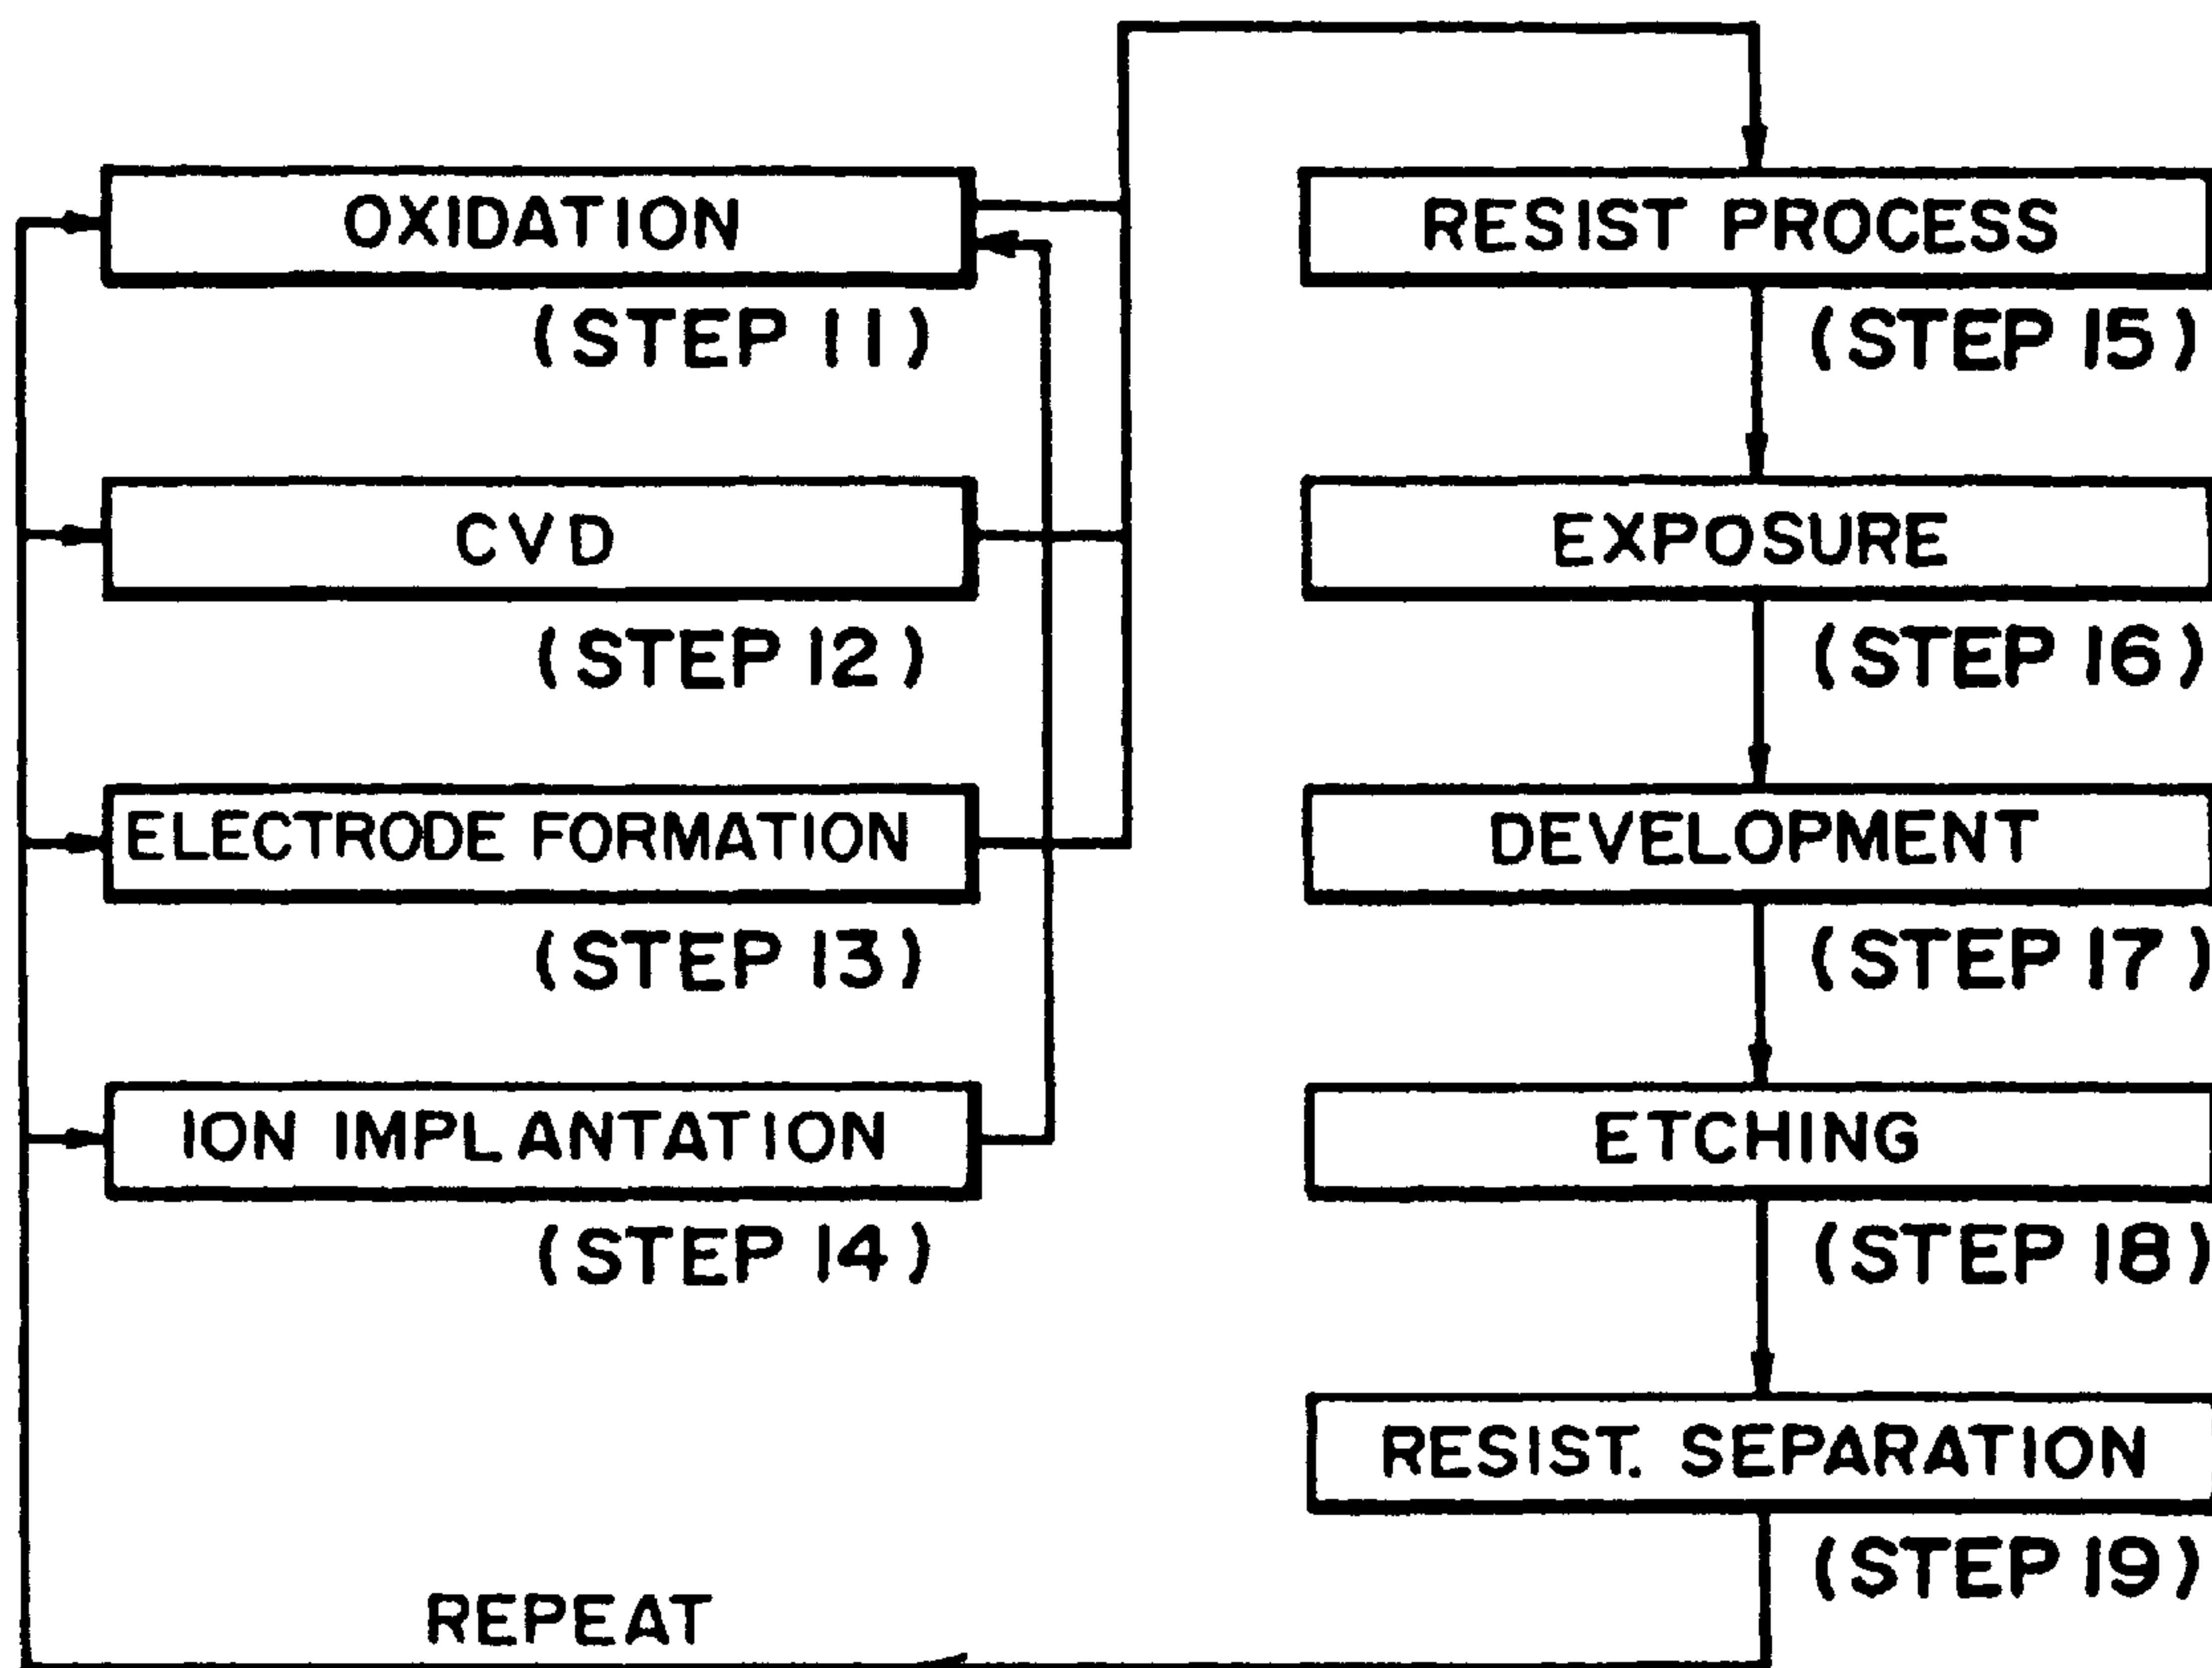 OXIDATION
(STEP 11)
CVD
(STEP 12)
ELECTRODE FORMATION
(STEP 13)
ION IMPLANTATION
(STEP 14)
RESIST PROCESS
(STEP 15)
EXPOSURE
(STEP 16)
DEVELOPMENT
(STEP 17)
ETCHING
(STEP 18)
RESIST. SEPARATION
(STEP 19)
REPEAT